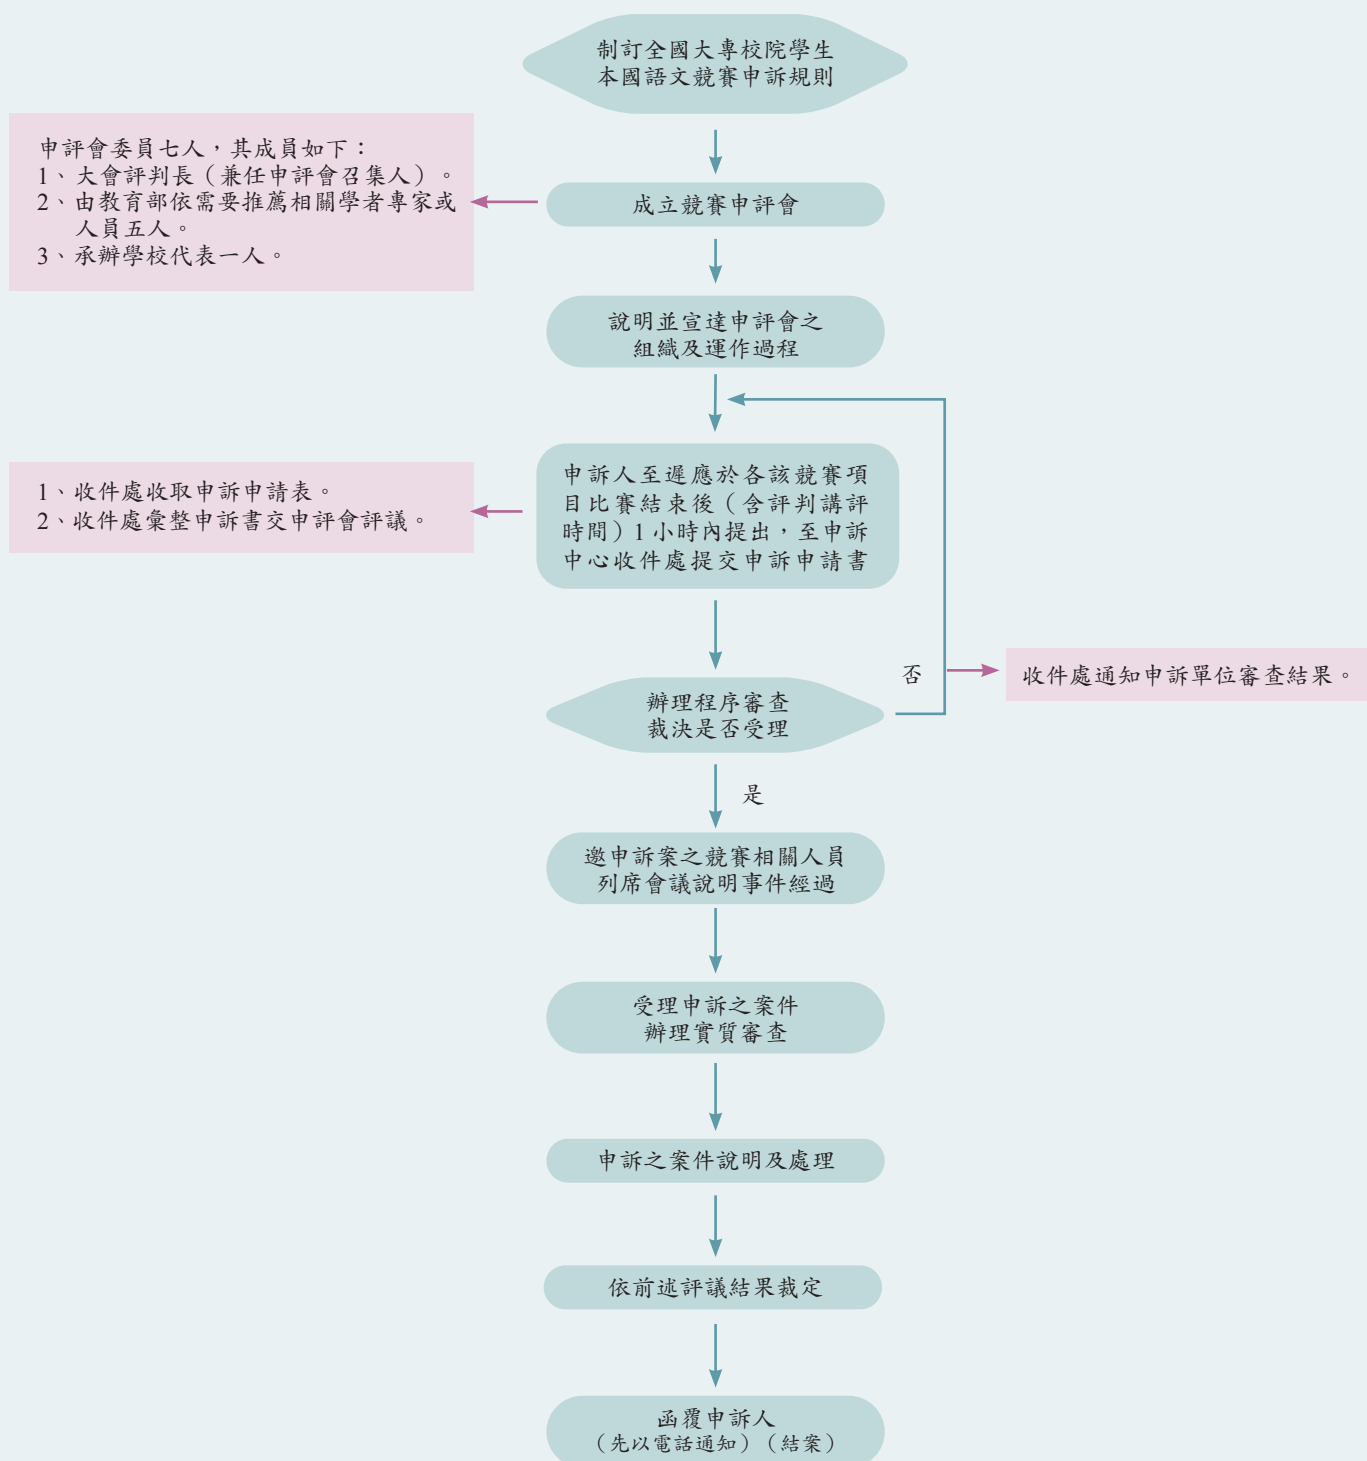 制訂全國大專校院學生
本國語文競賽申訴規則
申評會委員七人，其成員如下：
1、大會評判長（兼任申評會召集人）。
2、由教育部依需要推薦相關學者專家或
人員五人。
3、承辦學校代表一人。
成立競賽申評會
說明並宣達申評會之
組織及運作過程
申訴人至遲應於各該競賽項
目比賽結束後（含評判講評
時間）1 小時內提出，至申訴
中心收件處提交申訴申請書
1、收件處收取申訴申請表。
2、收件處彙整申訴書交申評會評議。
辦理程序審查
裁決是否受理
否
收件處通知申訴單位審查結果。
是
邀申訴案之競賽相關人員
列席會議說明事件經過
受理申訴之案件
辦理實質審查
申訴之案件說明及處理
依前述評議結果裁定
函覆申訴人
（先以電話通知）（結案）